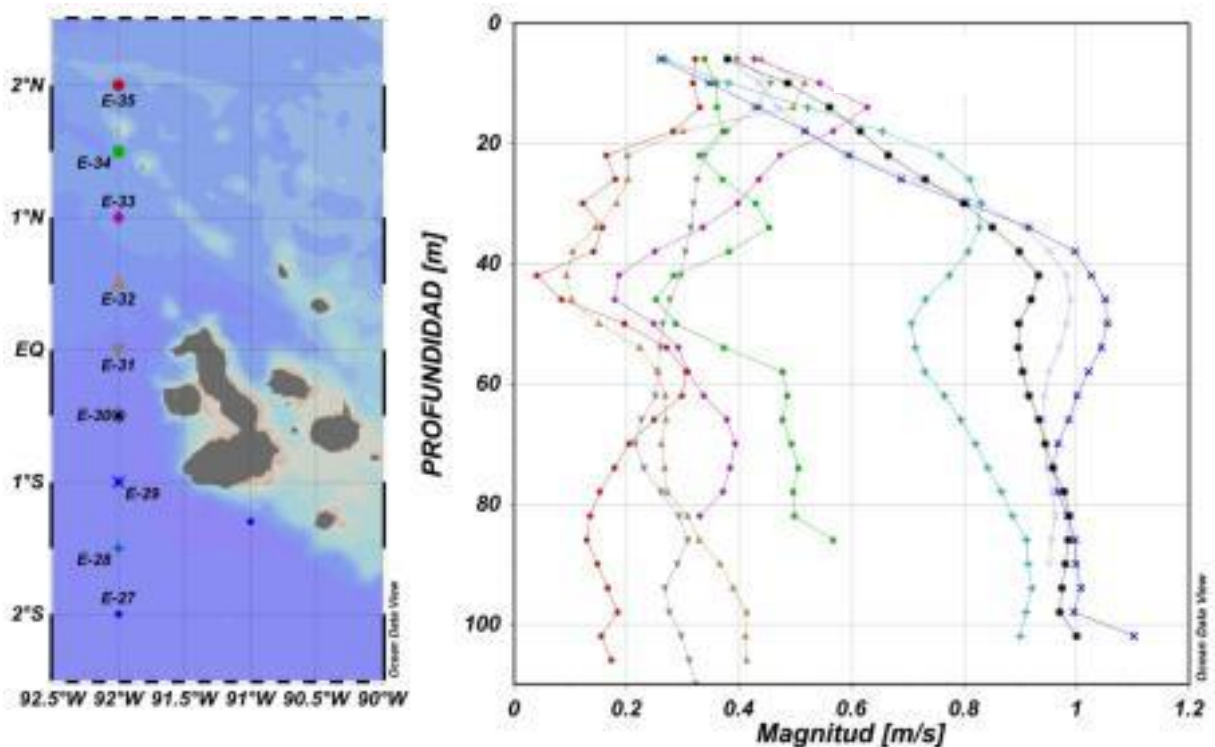 2°N
E-35
E-34
1°N
E-33
E-32
EQ
E-31
E-30
1°S
E-29
E-28
E-27
2°S
92.5°W 92°W 91.5°W 91°W 90.5°W 90°W
Ocean Data View
PROFUNDIDAD [m]
0
20
40
60
80
100
0 0.2 0.4 0.6 0.8 1 1.2
Magnitud [m/s]
Ocean Data View